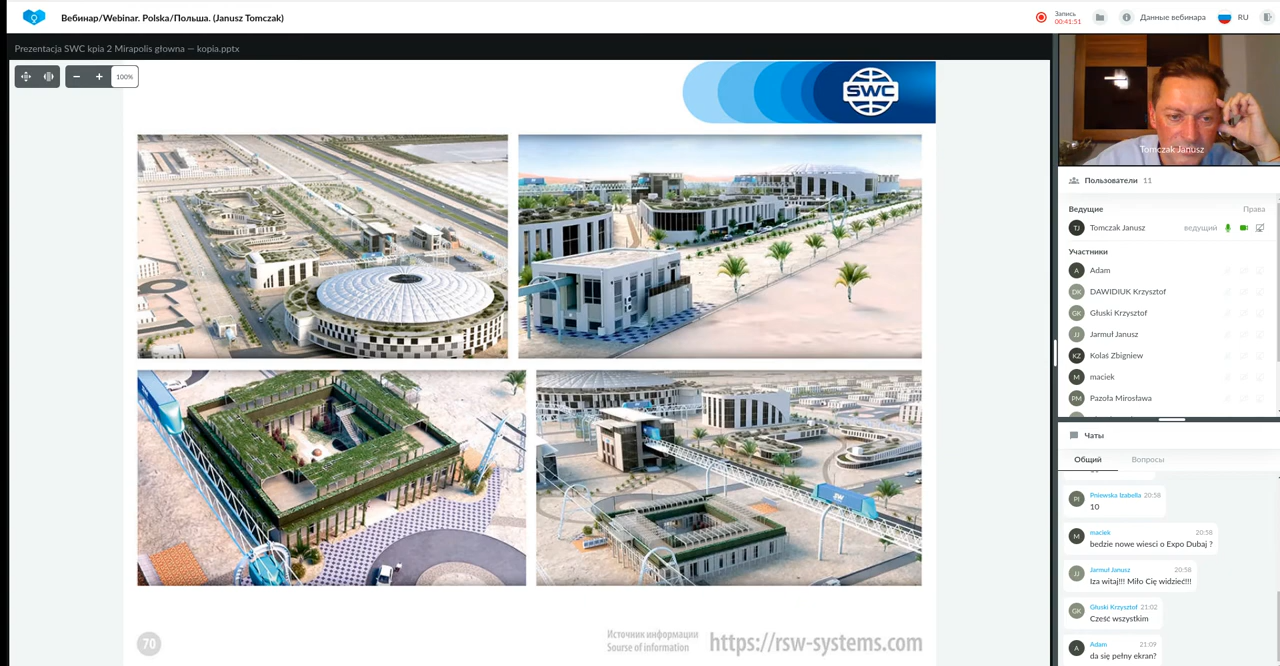 Вебинар/Webinar. Polska/Польша. (Janusz Tomczak)
Запись
00:41:51
Данные вебинара
RU
Prezentacja SWC kpia 2 Mirapolis głowna — kopia.pptx
100%
SWC
70
Источник информации
Sourse of information
https://rsw-systems.com
Tomczak Janusz
Пользователи 11
Ведущие
Права
TJ
Tomczak Janusz
ведущий
Участники
A
Adam
DK
DAWIDIUK Krzysztof
GK
Głuski Krzysztof
JJ
Jarmuł Janusz
KZ
Kolaś Zbigniew
M
maciek
PM
Pazoła Mirosława
Чаты
Общий
Вопросы
PI
Pniewska Izabella 20:58
10
M
maciek 20:58
bedzie nowe wiesci o Expo Dubaj ?
JJ
Jarmuł Janusz 20:58
Iza witaj!!! Miło Cię widzieć!!!
GK
Głuski Krzysztof 21:02
Cześć wszystkim
A
Adam 21:09
da się pełny ekran?